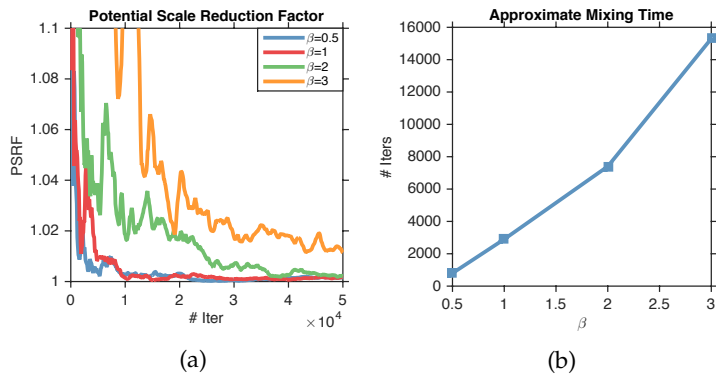 Potential Scale Reduction Factor
1.1
1.08
1.06
1.04
1.02
1
PSRF
β=0.5
β=1
β=2
β=3
0 1 2 3 4 5
# Iter
×10⁴
(a)
Approximate Mixing Time
16000
14000
12000
10000
8000
6000
4000
2000
0
# Iters
0.5 1 1.5 2 2.5 3
β
(b)